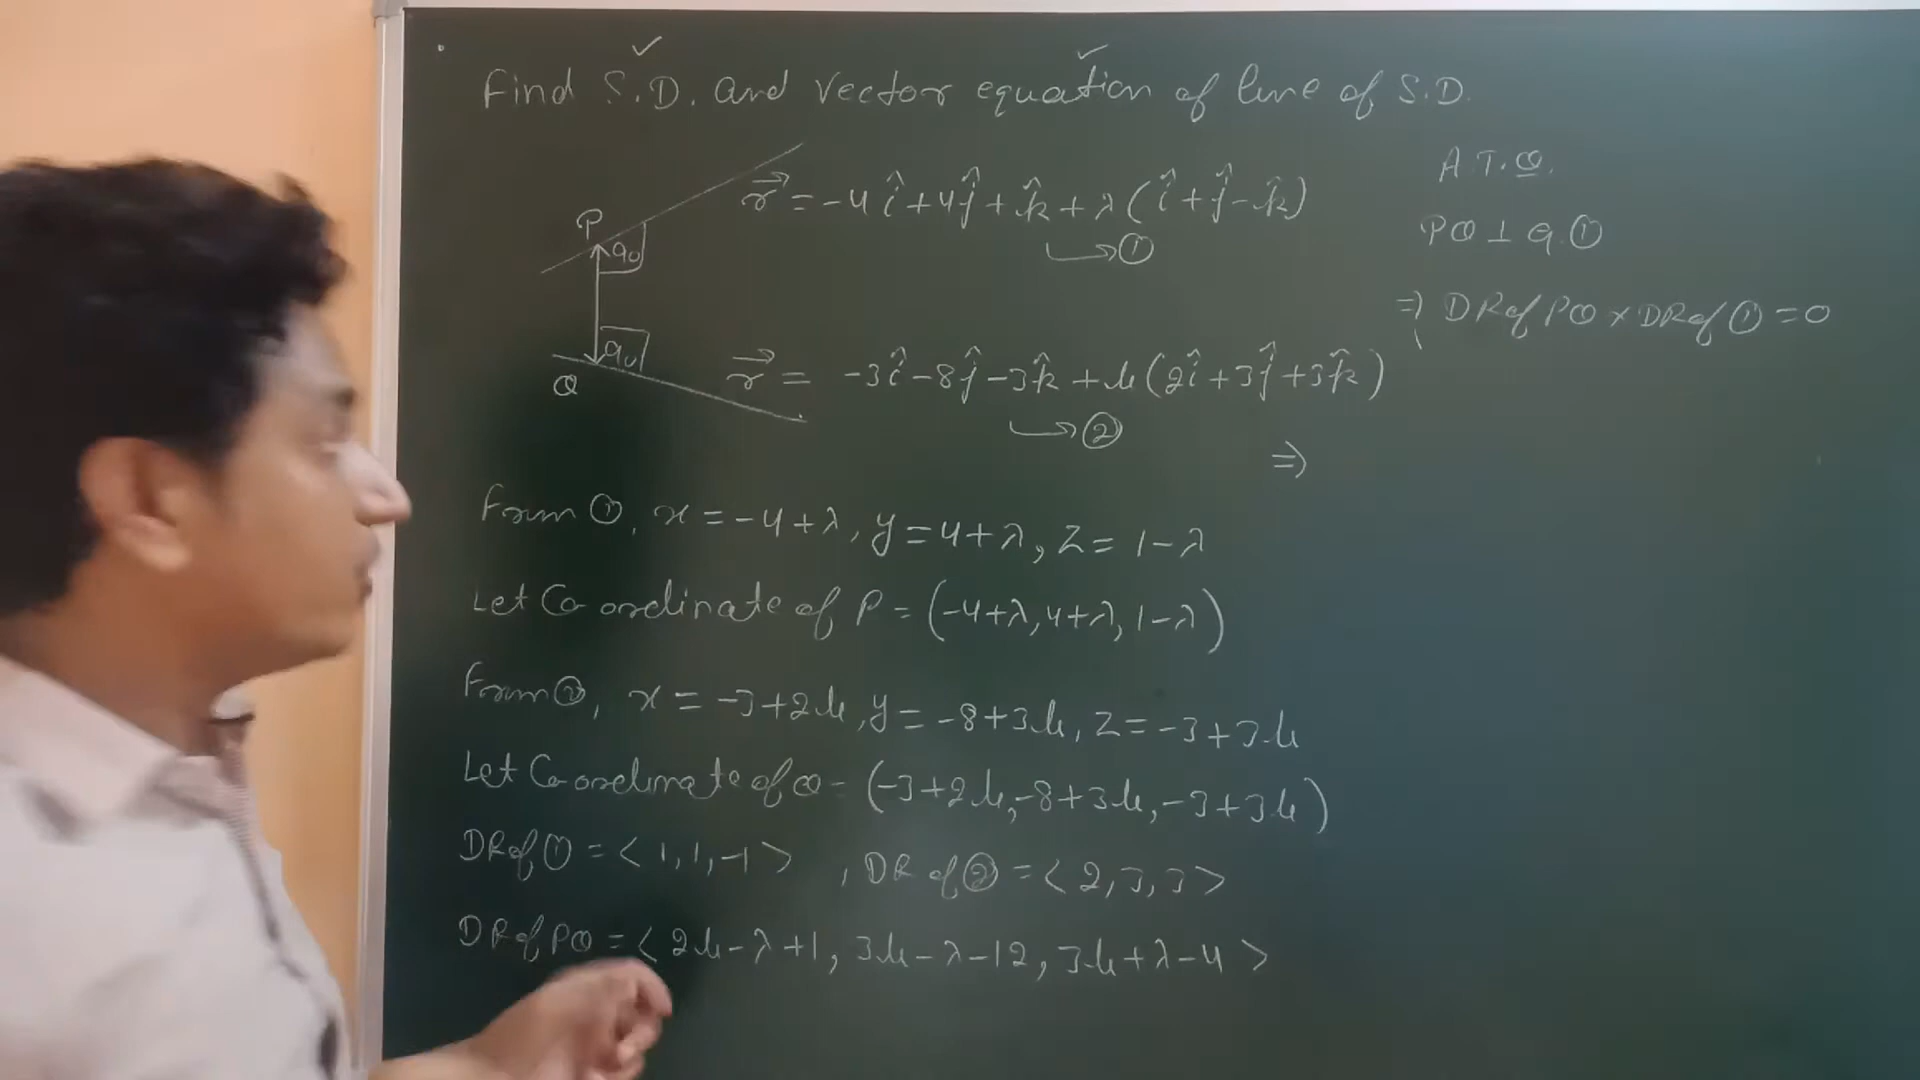 Find S.D. and vector equation of line of S.D.
P
90
90
Q
r⃗ = -4î+4ĵ+k̂+λ(î+ĵ-k̂)
→①
r⃗ = -3î-8ĵ-3k̂+μ(2î+3ĵ+3k̂)
→②
⇒
From ①, x = -4+λ, y = 4+λ, z = 1-λ
Let Co-ordinate of P = (-4+λ, 4+λ, 1-λ)
From ②, x = -3+2μ, y = -8+3μ, z = -3+3μ
Let Co-ordinate of Q = (-3+2μ, -8+3μ, -3+3μ)
DR of ① = <1, 1, -1>, DR of ② = <2, 3, 3>
DR of PQ = <2μ-λ+1, 3μ-λ-12, 3μ+λ-4>
A.T.Q.
PQ ⊥ q.①
⇒ DR of PQ × DR of ① = 0